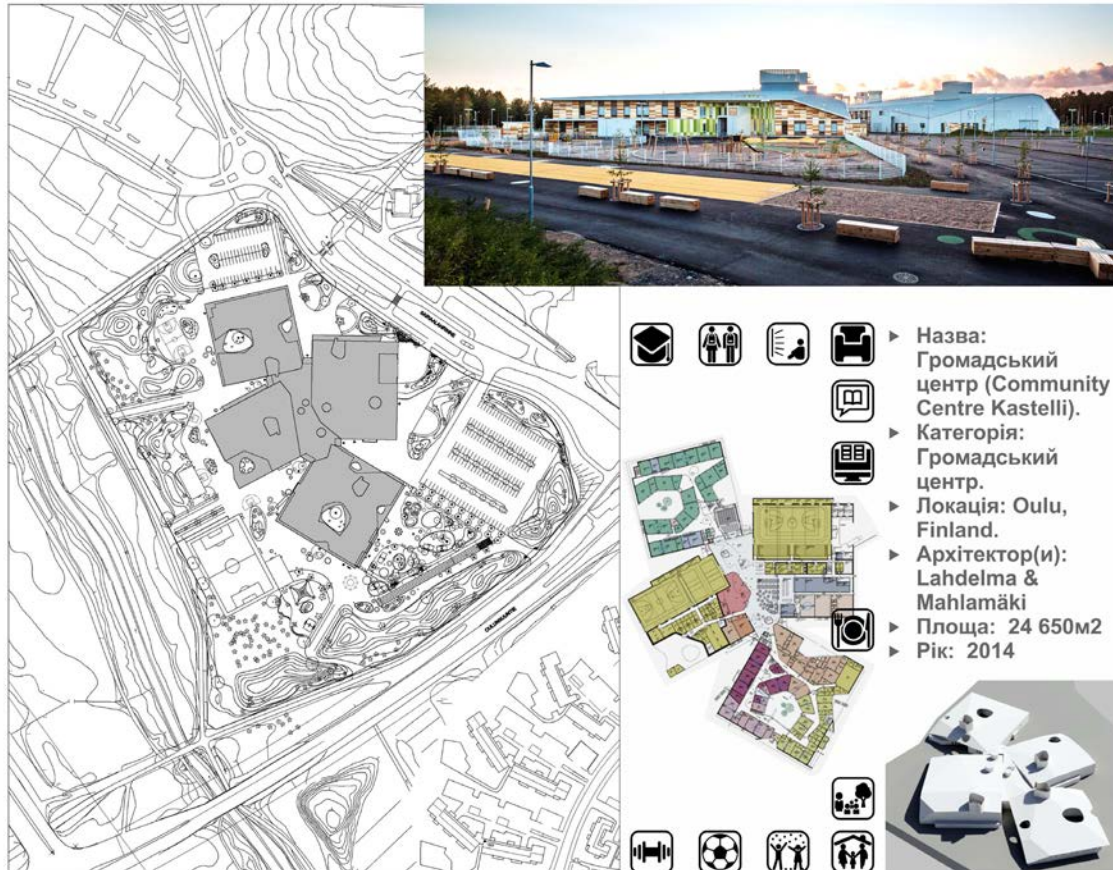 Назва:
Громадський
центр (Community
Centre Kastelli).
Категорія:
Громадський
центр.
Локація: Oulu,
Finland.
Архітектор(и):
Lahdelma &
Mahlamäki
Площа: 24 650м2
Рік: 2014